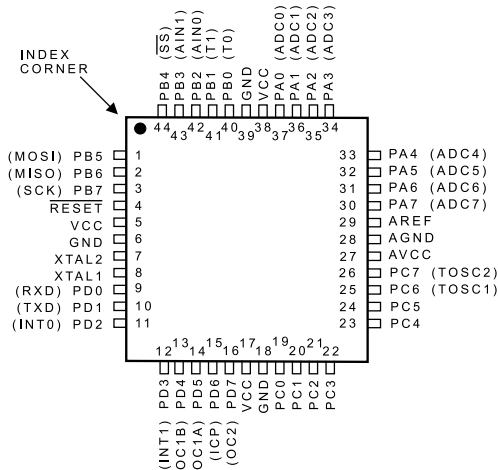 INDEX
CORNER
PB4 (SS)
PB3 (AIN1)
PB2 (AIN0)
PB1 (T1)
PB0 (T0)
GND
VCC
PA0 (ADC0)
PA1 (ADC1)
PA2 (ADC2)
PA3 (ADC3)
44 43 42 41 40 39 38 37 36 35 34
(MOSI) PB5 1
(MISO) PB6 2
(SCK) PB7 3
RESET 4
VCC 5
GND 6
XTAL2 7
XTAL1 8
(RXD) PD0 9
(TXD) PD1 10
(INT0) PD2 11
33 PA4 (ADC4)
32 PA5 (ADC5)
31 PA6 (ADC6)
30 PA7 (ADC7)
29 AREF
28 AGND
27 AVCC
26 PC7 (TOSC2)
25 PC6 (TOSC1)
24 PC5
23 PC4
12 13 14 15 16 17 18 19 20 21 22
(INT1) PD3
OC1B) PD4
OC1A) PD5
(ICP) PD6
(OC2) PD7
VCC
GND
PC0
PC1
PC2
PC3